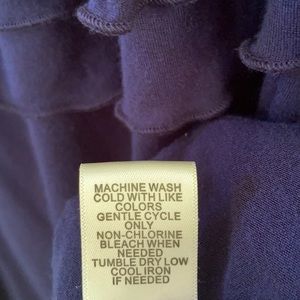 MACHINE WASH
COLD WITH LIKE
COLORS
GENTLE CYCLE
ONLY
NON-CHLORINE
BLEACH WHEN
NEEDED
TUMBLE DRY LOW
COOL IRON
IF NEEDED